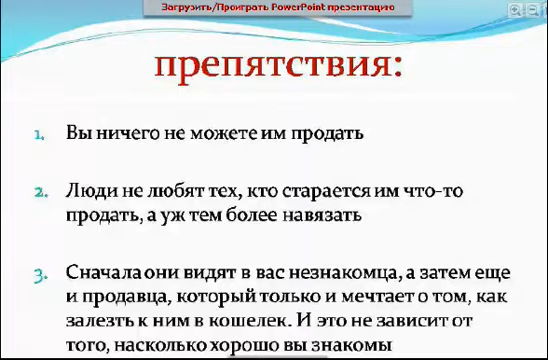 Загрузить/Проиграть PowerPoint презентацию
препятствия:
1. Вы ничего не можете им продать
2. Люди не любят тех, кто старается им что-то
продать, а уж тем более навязать
3. Сначала они видят в вас незнакомца, а затем еще
и продавца, который только и мечтает о том, как
залезть к ним в кошелек. И это не зависит от
того, насколько хорошо вы знакомы